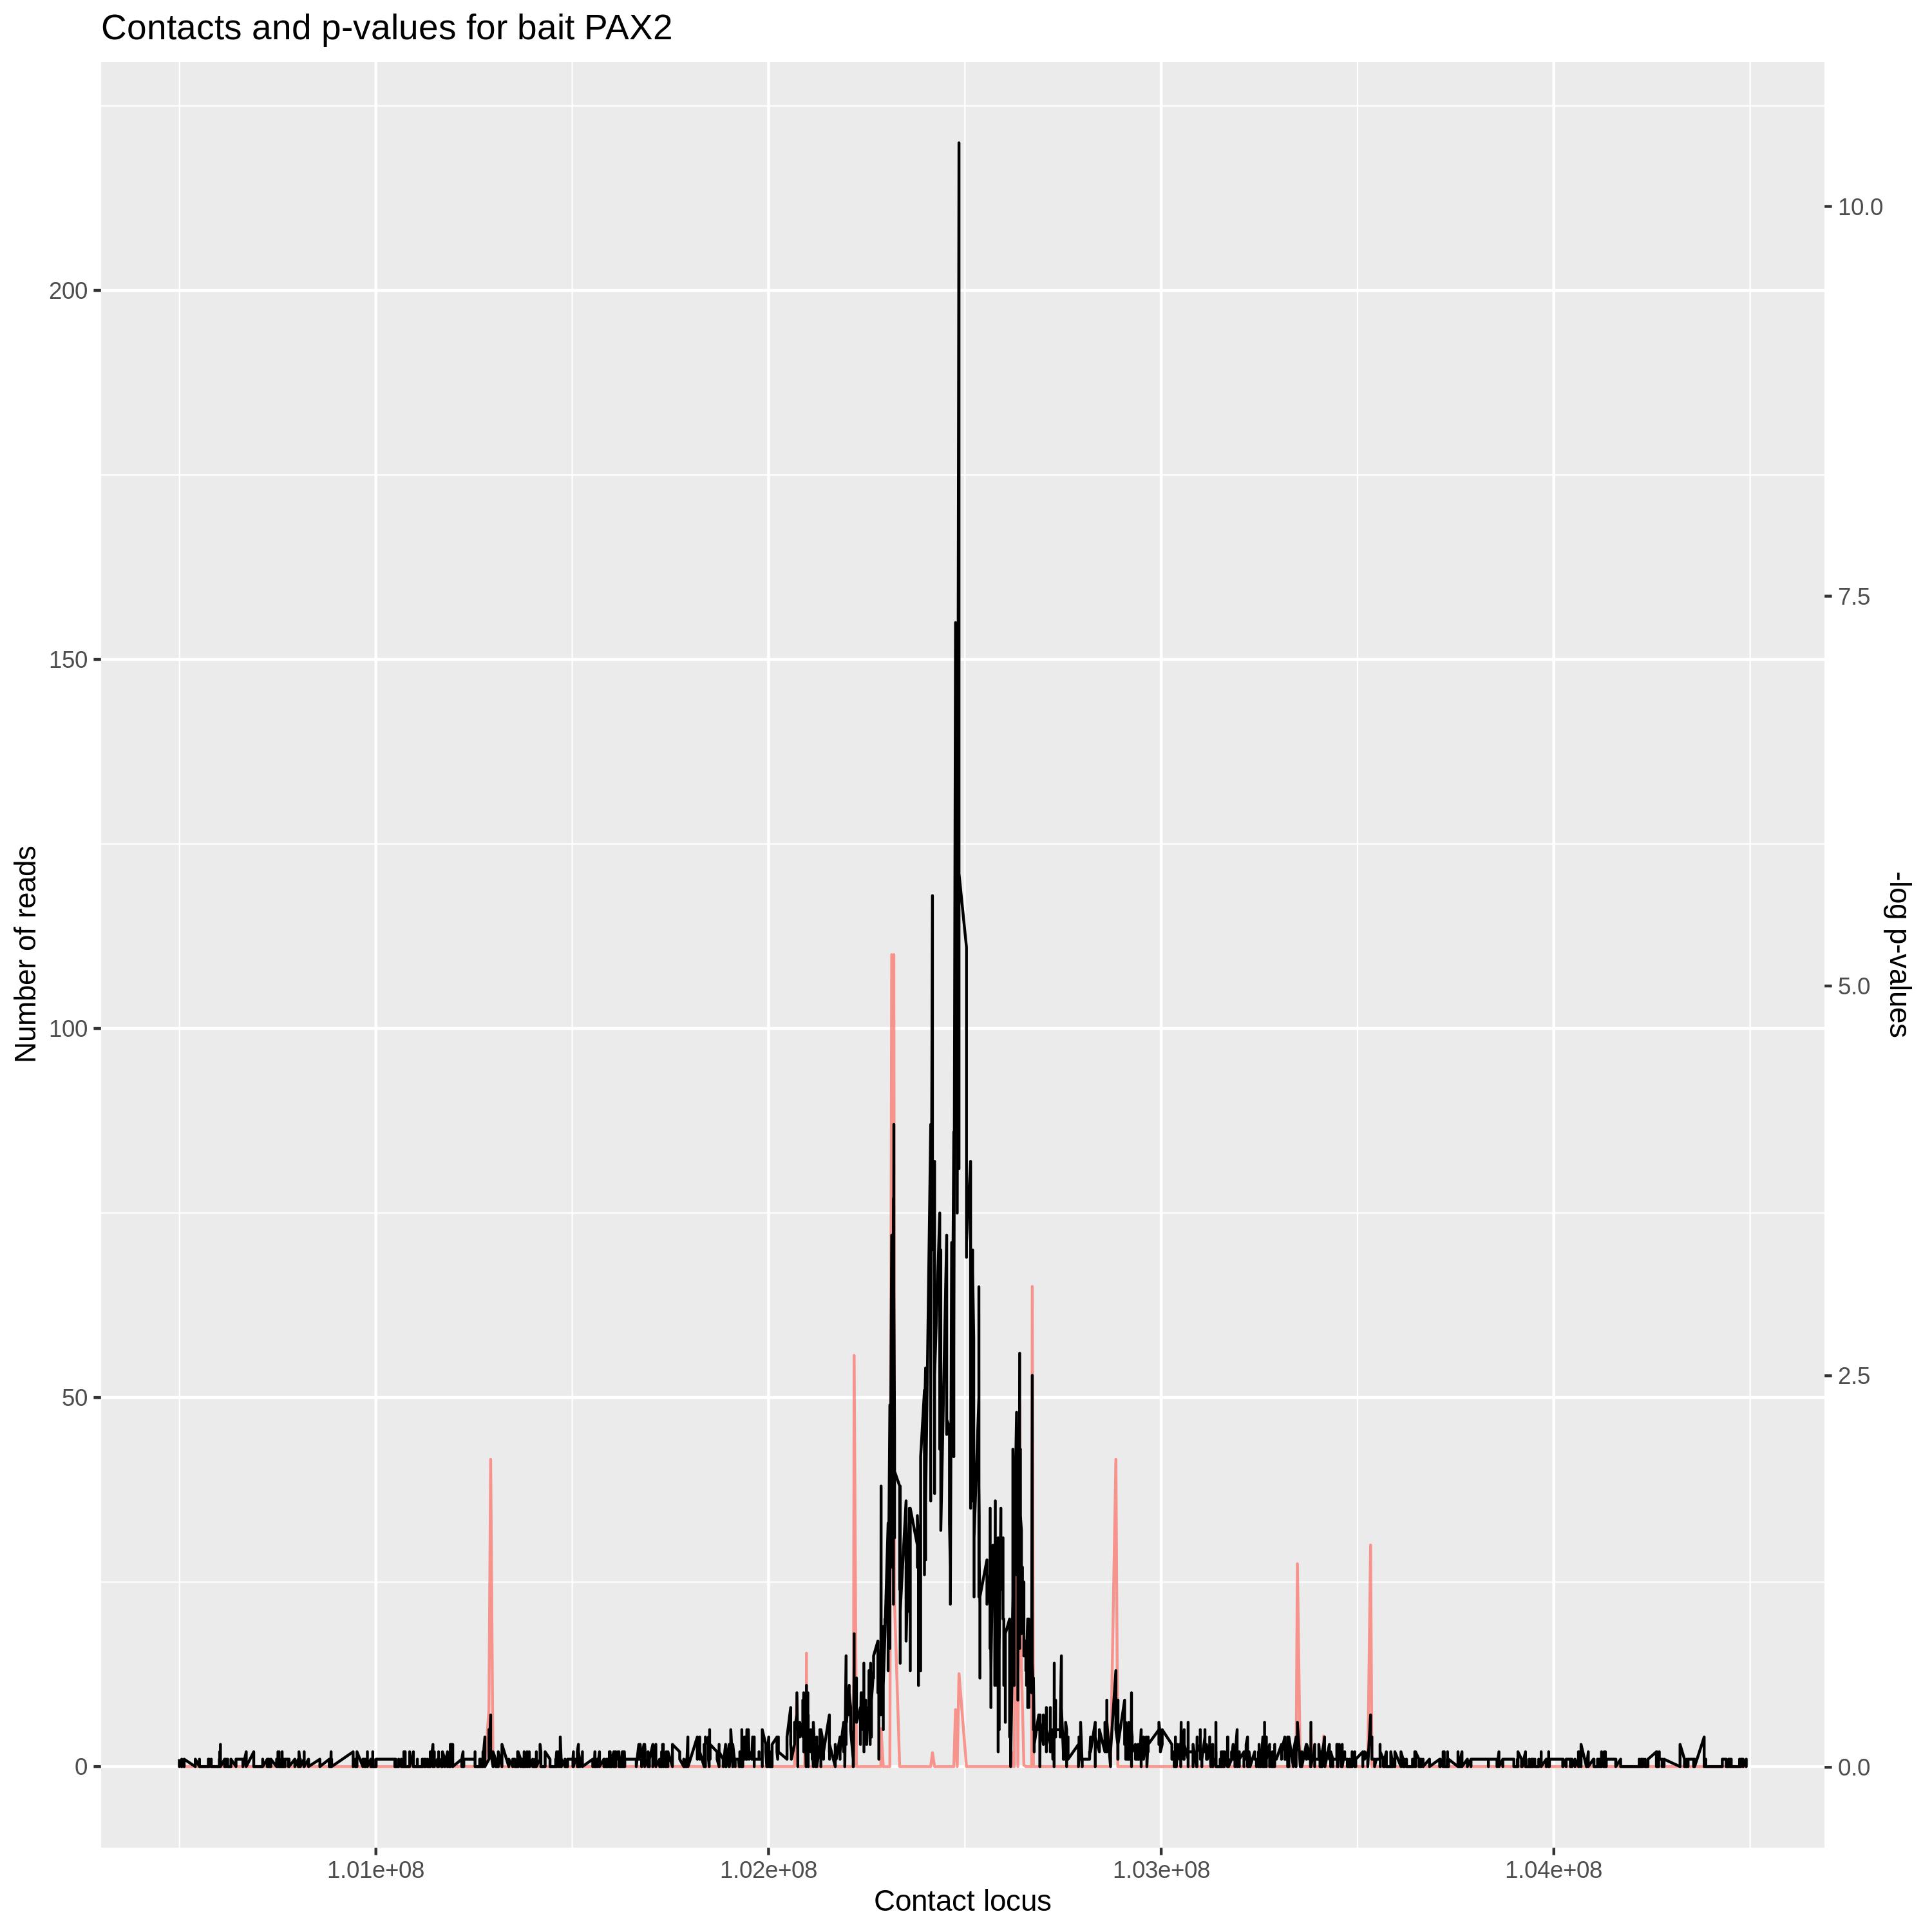 Contacts and p-values for bait PAX2
200
150
100
50
0
Number of reads
10.0
7.5
5.0
2.5
0.0
-log p-values
1.01e+08 1.02e+08 1.03e+08 1.04e+08
Contact locus